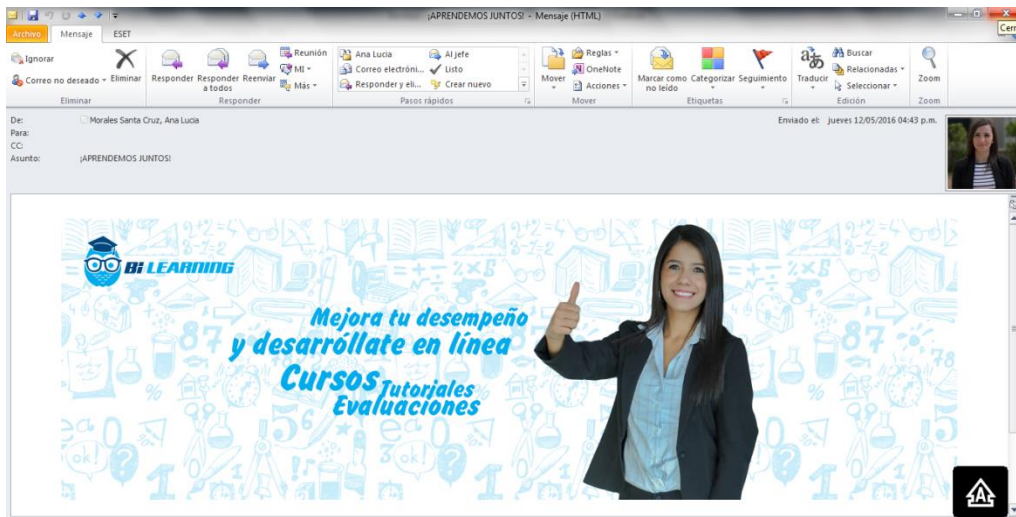 ¡APRENDEMOS JUNTOS! - Mensaje (HTML)
Archivo Mensaje ESET
Cerr
Ignorar
Correo no deseado
Eliminar
Responder
Responder a todos
Reenviar
Reunión
MI
Más
Ana Lucia
Correo electróni...
Responder y eli...
Al jefe
Listo
Crear nuevo
Mover
Reglas
OneNote
Acciones
Marcar como no leído
Categorizar
Seguimiento
Traducir
Buscar
Relacionadas
Seleccionar
Zoom
Eliminar Responder Pasos rápidos Mover Etiquetas Edición Zoom
De: Morales Santa Cruz, Ana Lucia
Enviado el: jueves 12/05/2016 04:43 p.m.
Para:
CC:
Asunto: ¡APRENDEMOS JUNTOS!
Bi LEARNING
Mejora tu desempeño
y desarróllate en línea
Cursos Tutoriales
Evaluaciones